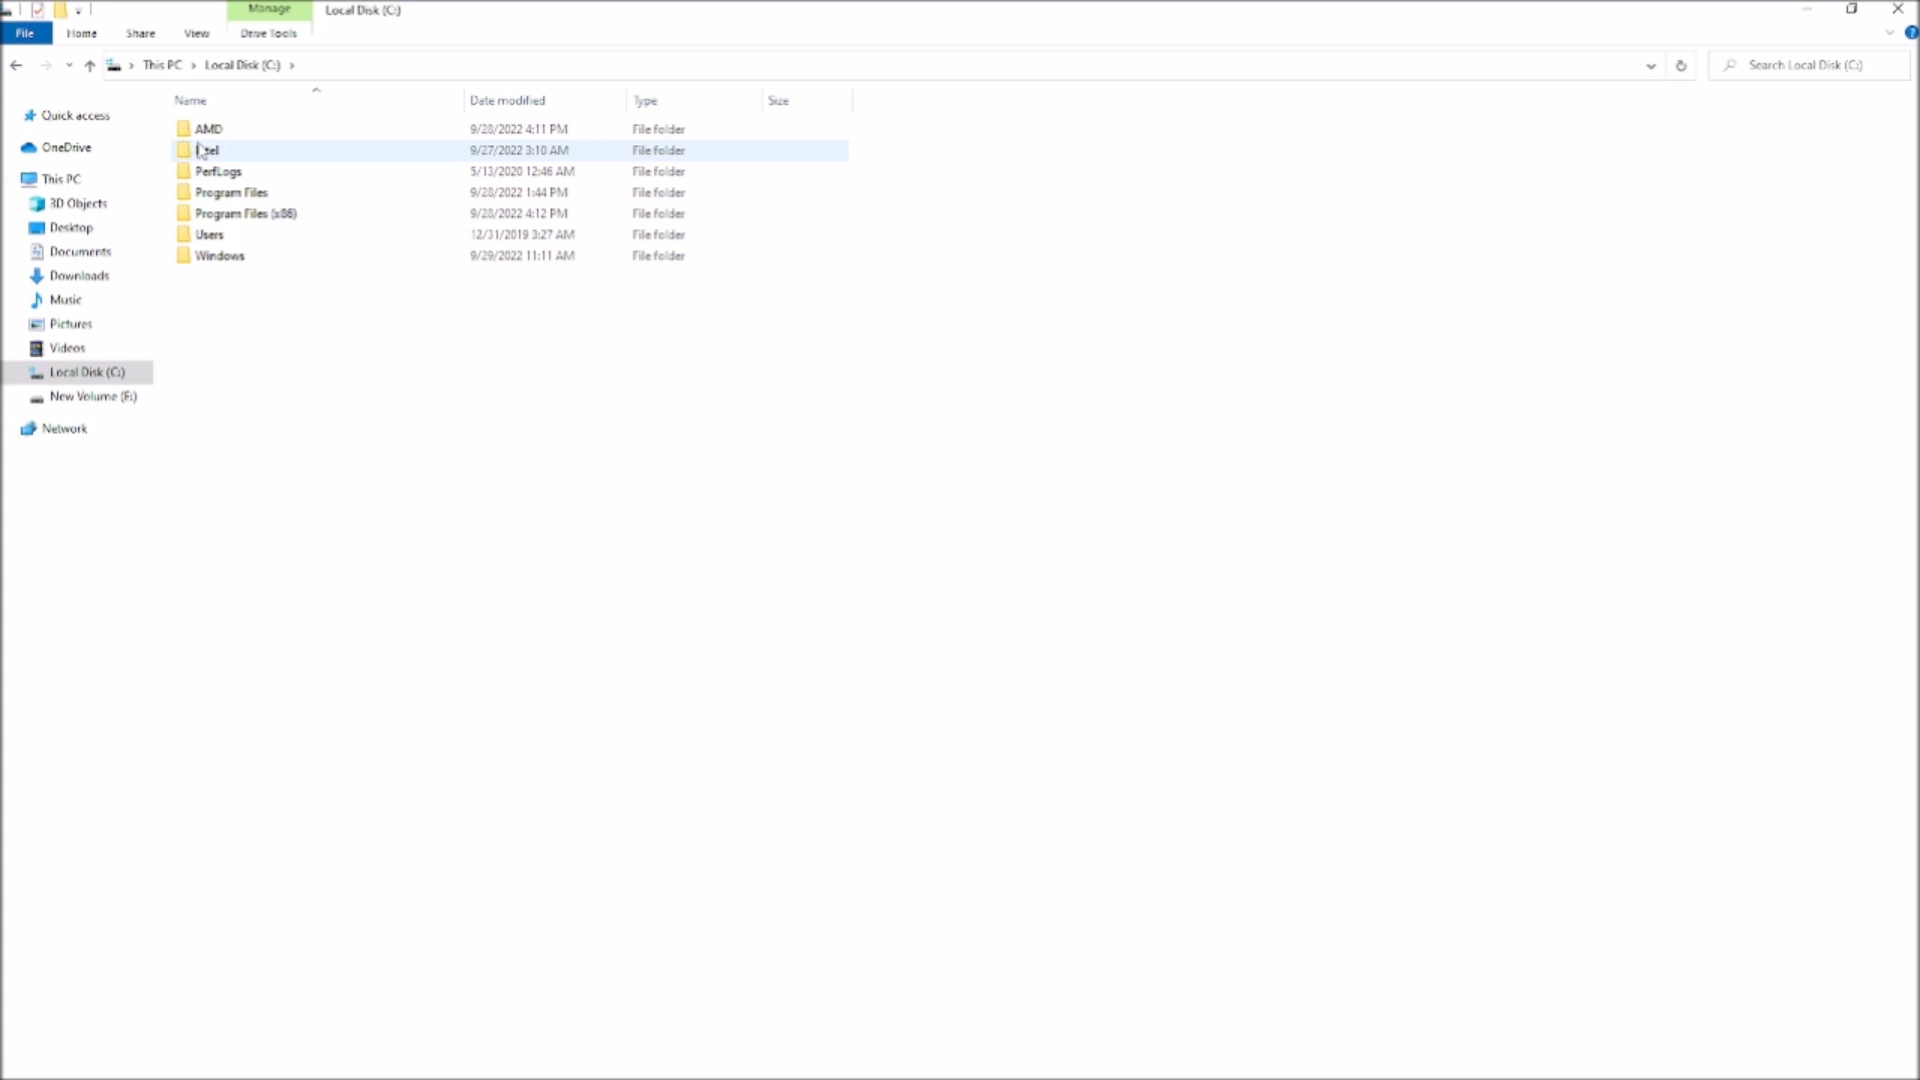 Manage Local Disk (C:)
File Home Share View Drive Tools
This PC Local Disk (C:) Search Local Disk (C:)
Name Date modified Type Size
Quick access
OneDrive
This PC
3D Objects
Desktop
Documents
Downloads
Music
Pictures
Videos
Local Disk (C:)
New Volume (F:)
Network
AMD 9/28/2022 4:11 PM File folder
9/27/2022 3:10 AM File folder
PerfLogs 5/13/2020 12:46 AM File folder
Program Files 9/28/2022 1:44 PM File folder
Program Files (x86) 9/28/2022 4:12 PM File folder
Users 12/31/2019 3:27 AM File folder
Windows 9/29/2022 11:11 AM File folder